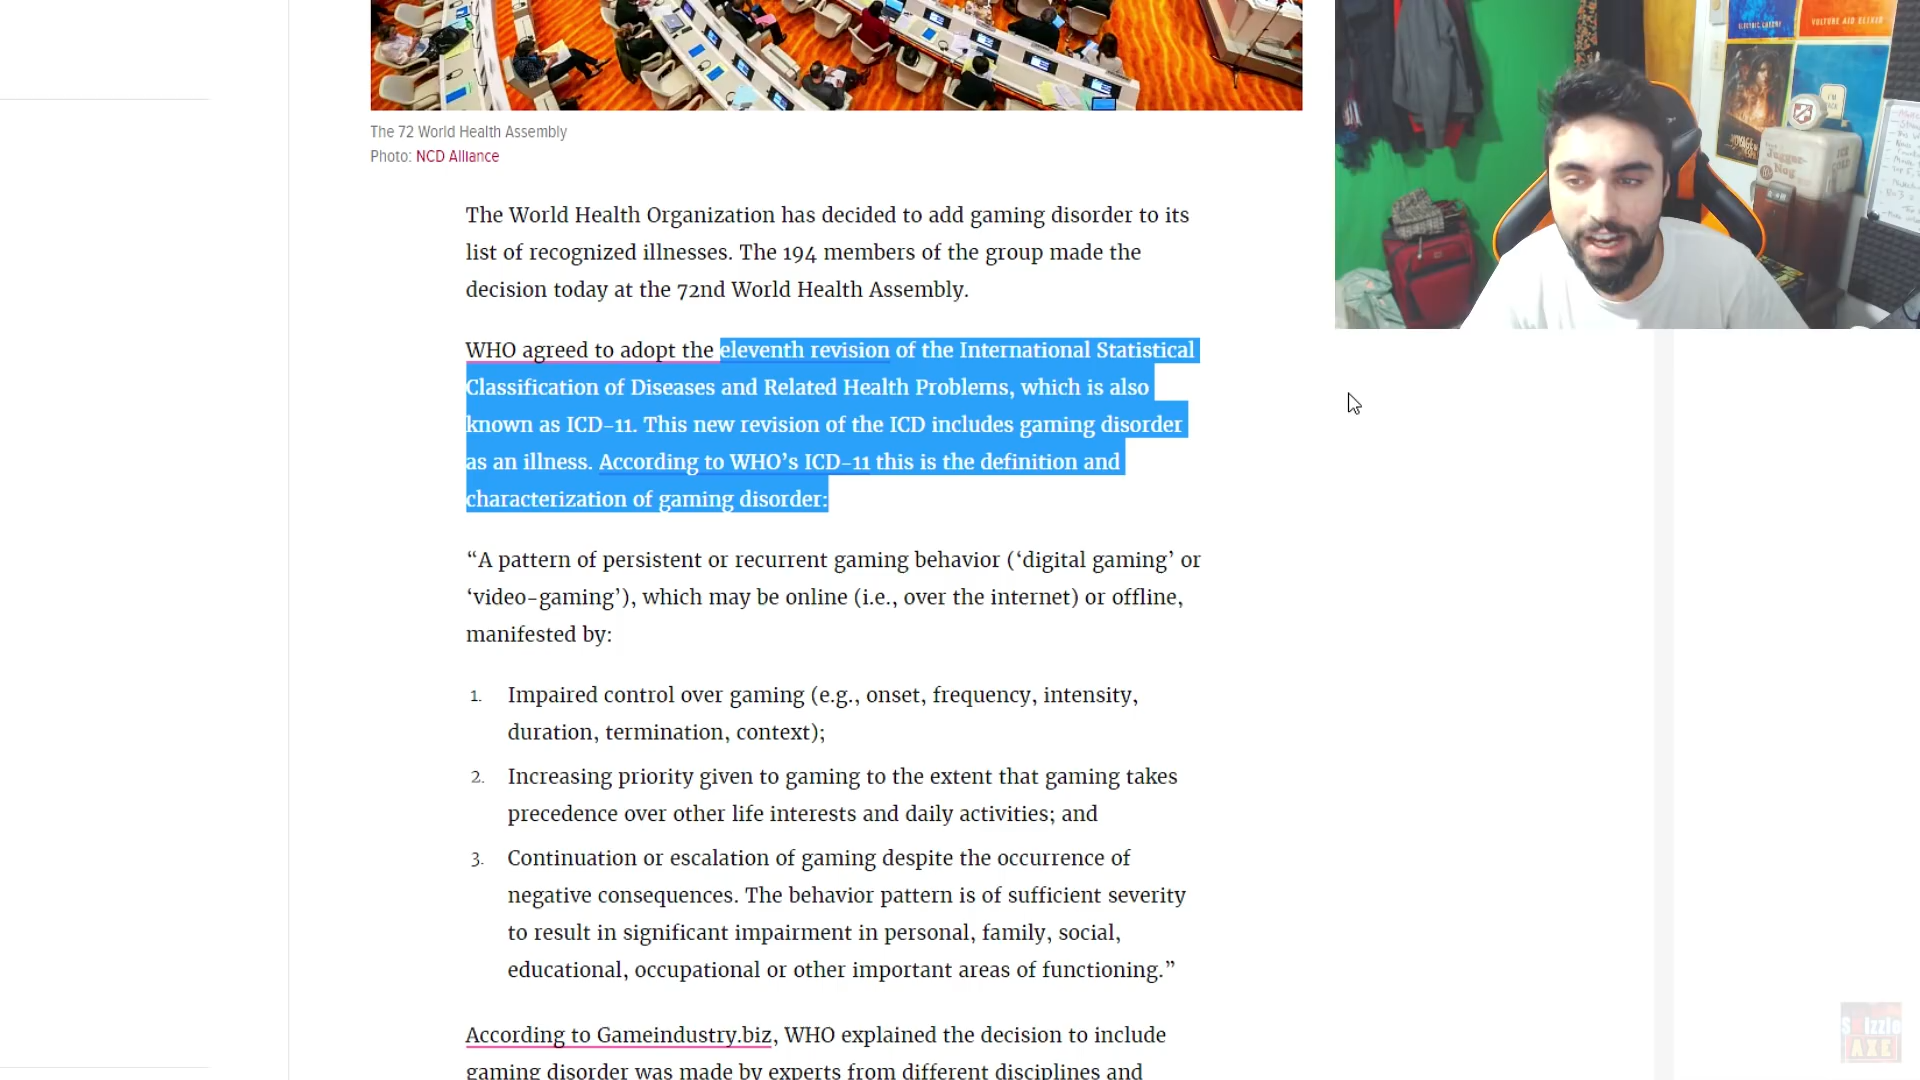 ELECTRIC CHERRY
VULTURE AID ELIXIR
The 72 World Health Assembly
Photo: NCD Alliance
The World Health Organization has decided to add gaming disorder to its
list of recognized illnesses. The 194 members of the group made the
decision today at the 72nd World Health Assembly.
WHO agreed to adopt the eleventh revision of the International Statistical
Classification of Diseases and Related Health Problems, which is also
known as ICD-11. This new revision of the ICD includes gaming disorder
as an illness. According to WHO’s ICD-11 this is the definition and
characterization of gaming disorder:
“A pattern of persistent or recurrent gaming behavior (‘digital gaming’ or
‘video-gaming’), which may be online (i.e., over the internet) or offline,
manifested by:
1. Impaired control over gaming (e.g., onset, frequency, intensity,
duration, termination, context);
2. Increasing priority given to gaming to the extent that gaming takes
precedence over other life interests and daily activities; and
3. Continuation or escalation of gaming despite the occurrence of
negative consequences. The behavior pattern is of sufficient severity
to result in significant impairment in personal, family, social,
educational, occupational or other important areas of functioning.”
According to Gameindustry.biz, WHO explained the decision to include
gaming disorder was made by experts from different disciplines and
Jugger-
Nog
ICE
COLD
AXE